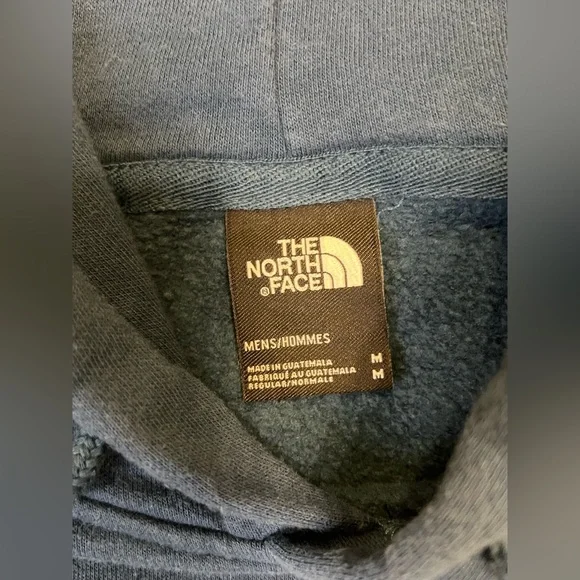 THE
NORTH
FACE
®
MENS/HOMMES
MADE IN GUATEMALA M
FABRIQUÉ AU GUATEMALA M
REGULAR/NORMALE